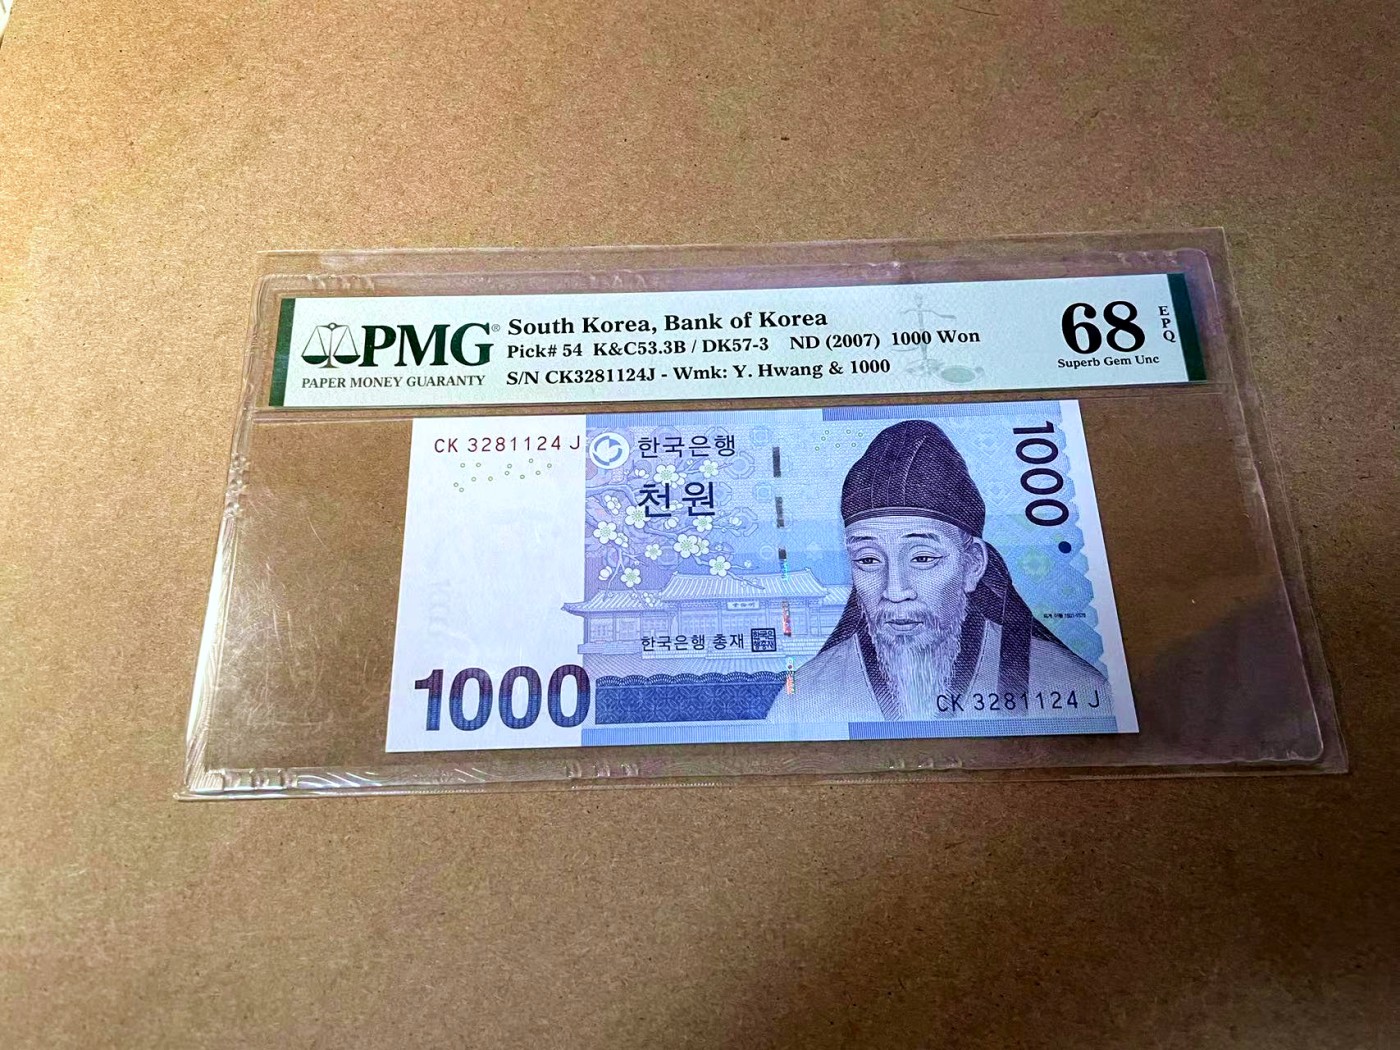 PMG®
PAPER MONEY GUARANTY
South Korea, Bank of Korea
Pick# 54 K&C53.3B / DK57-3 ND (2007) 1000 Won
S/N CK3281124J - Wmk: Y. Hwang & 1000
68
EPQ
Superb Gem Unc
CK 3281124 J
한국은행
천원
1000
한국은행 총재
1000
CK 3281124 J